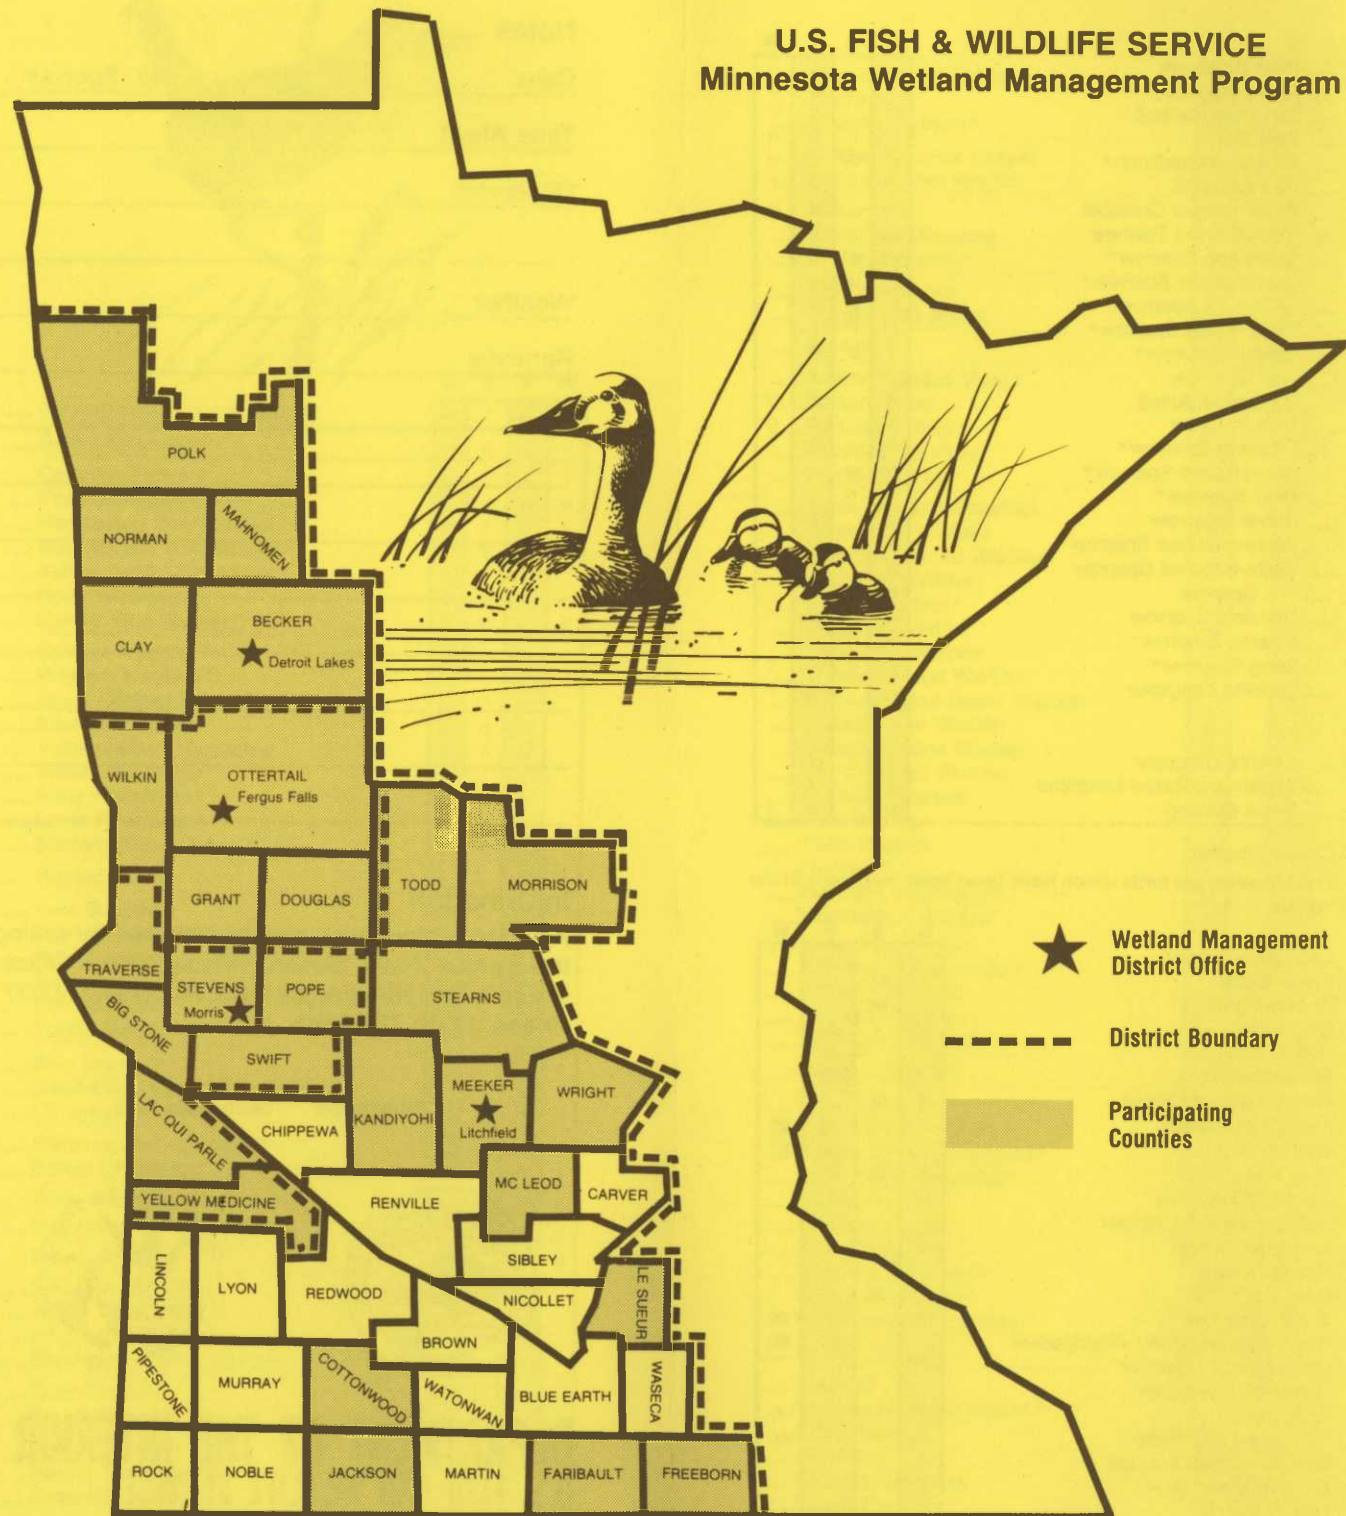 U.S. FISH & WILDLIFE SERVICE
Minnesota Wetland Management Program
POLK
NORMAN
MAHNOMEN
BECKER
Detroit Lakes
CLAY
WILKIN
OTTERTAIL
Fergus Falls
GRANT
DOUGLAS
TODD
MORRISON
TRAVERSE
STEVENS
Morris
POPE
STEARNS
BIG STONE
SWIFT
LAC QUI PARLE
CHIPPEWA
KANDIYOHI
MEEKER
Litchfield
WRIGHT
YELLOW MEDICINE
RENVILLE
MC LEOD
CARVER
SIBLEY
LINCOLN
LYON
REDWOOD
NICOLLET
LE SUEUR
BROWN
PIPESTONE
MURRAY
COTTONWOOD
WATONWAN
BLUE EARTH
WASECA
ROCK
NOBLE
JACKSON
MARTIN
FARIBAULT
FREEBORN
Wetland Management
District Office
District Boundary
Participating
Counties